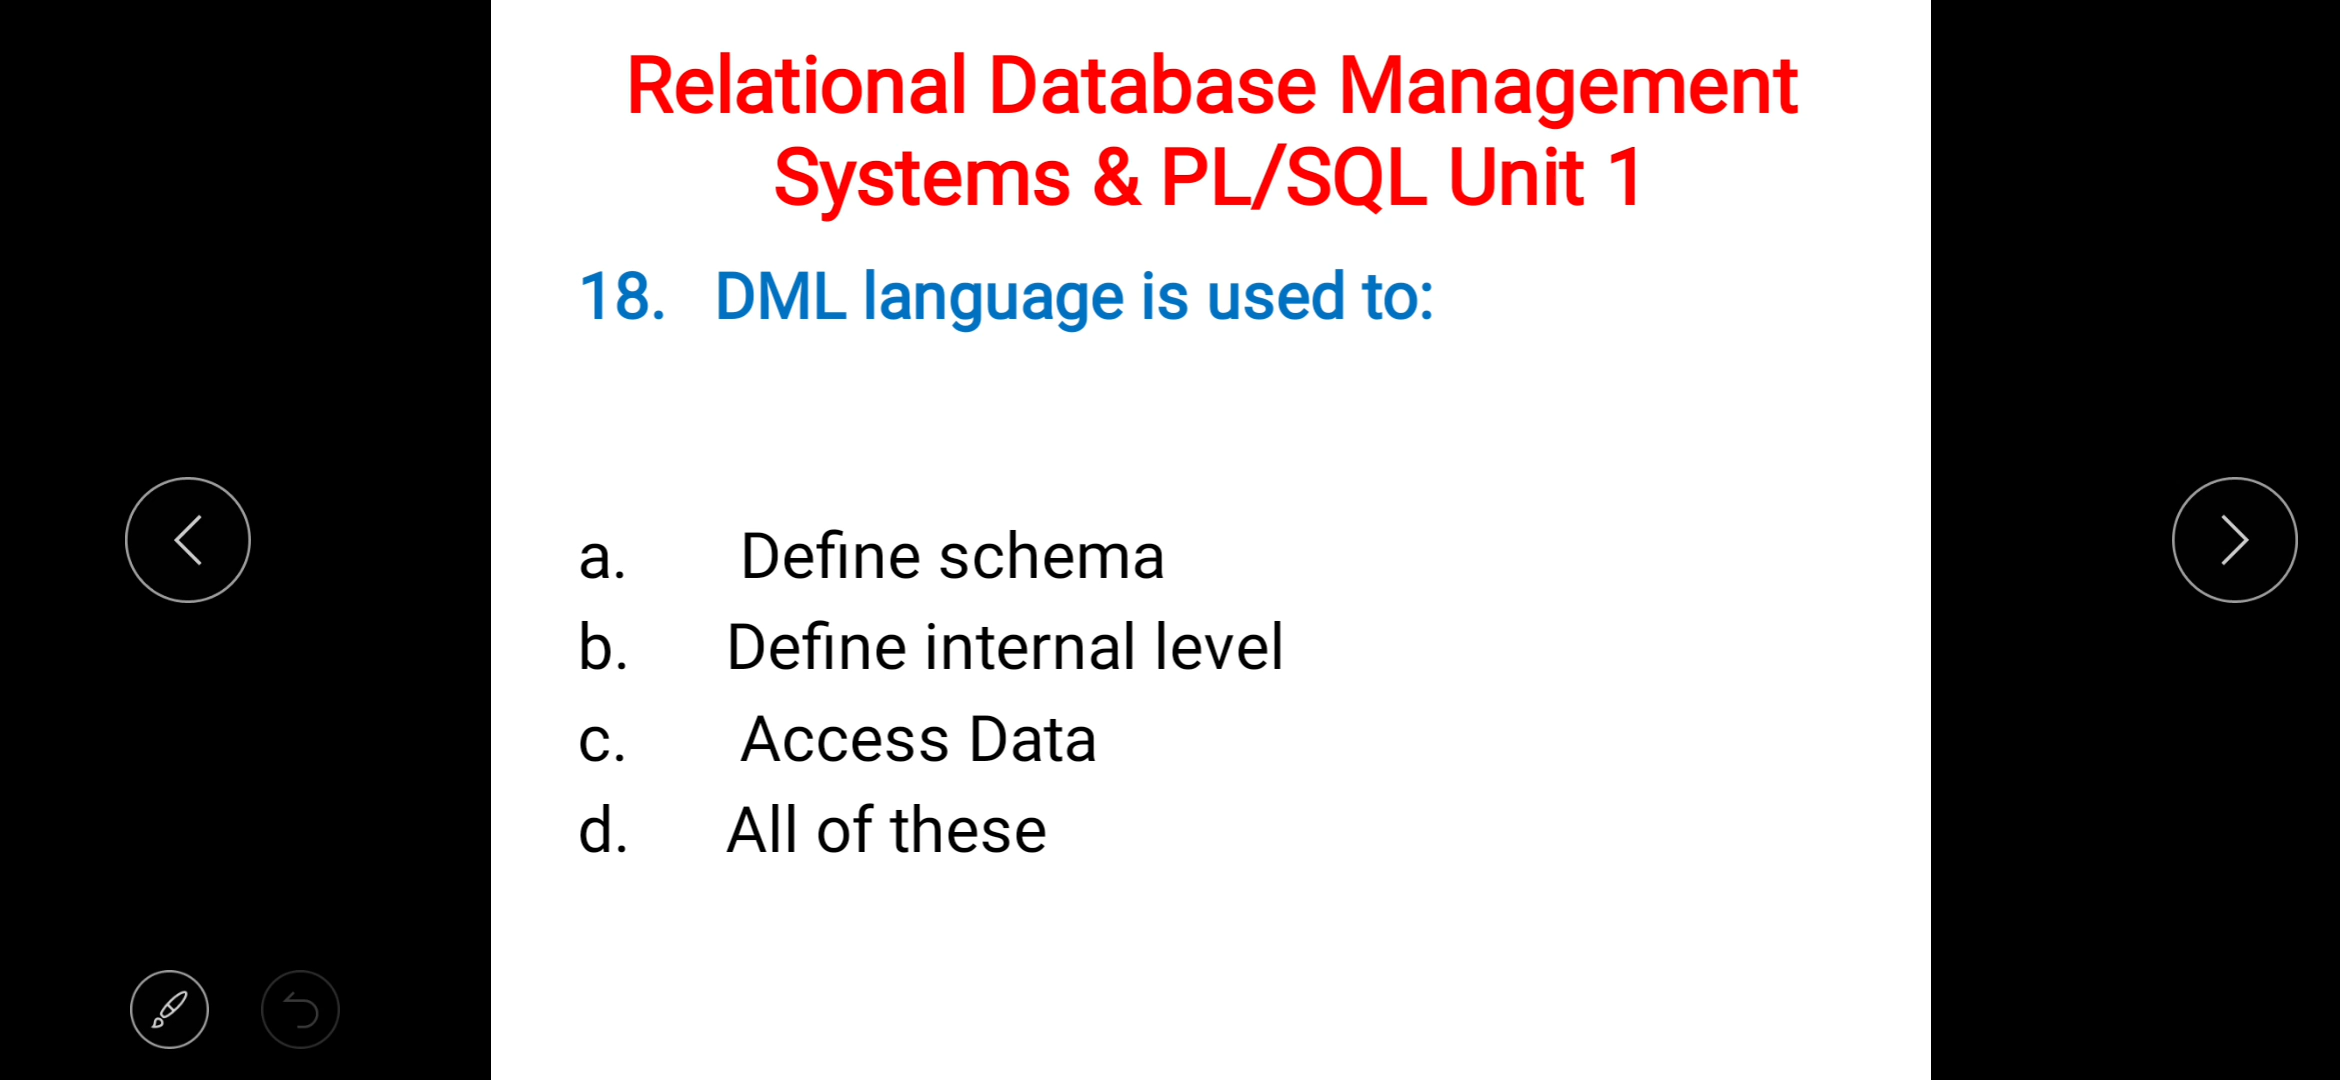 Relational Database Management
Systems & PL/SQL Unit 1
18. DML language is used to:
a. Define schema
b. Define internal level
c. Access Data
d. All of these